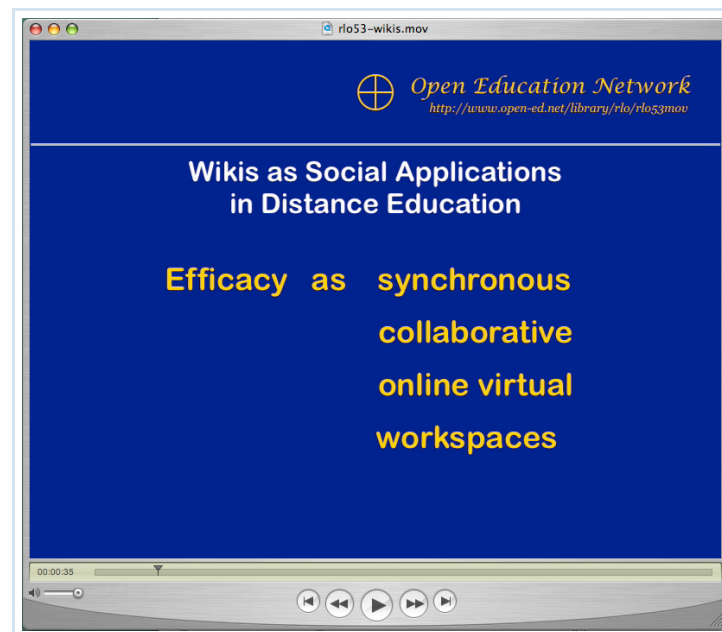 rlo53-wikis.mov
Open Education Network
http://www.open-ed.net/library/rlo/rlo53mov
Wikis as Social Applications
in Distance Education
Efficacy as synchronous
collaborative
online virtual
workspaces
00:00:35